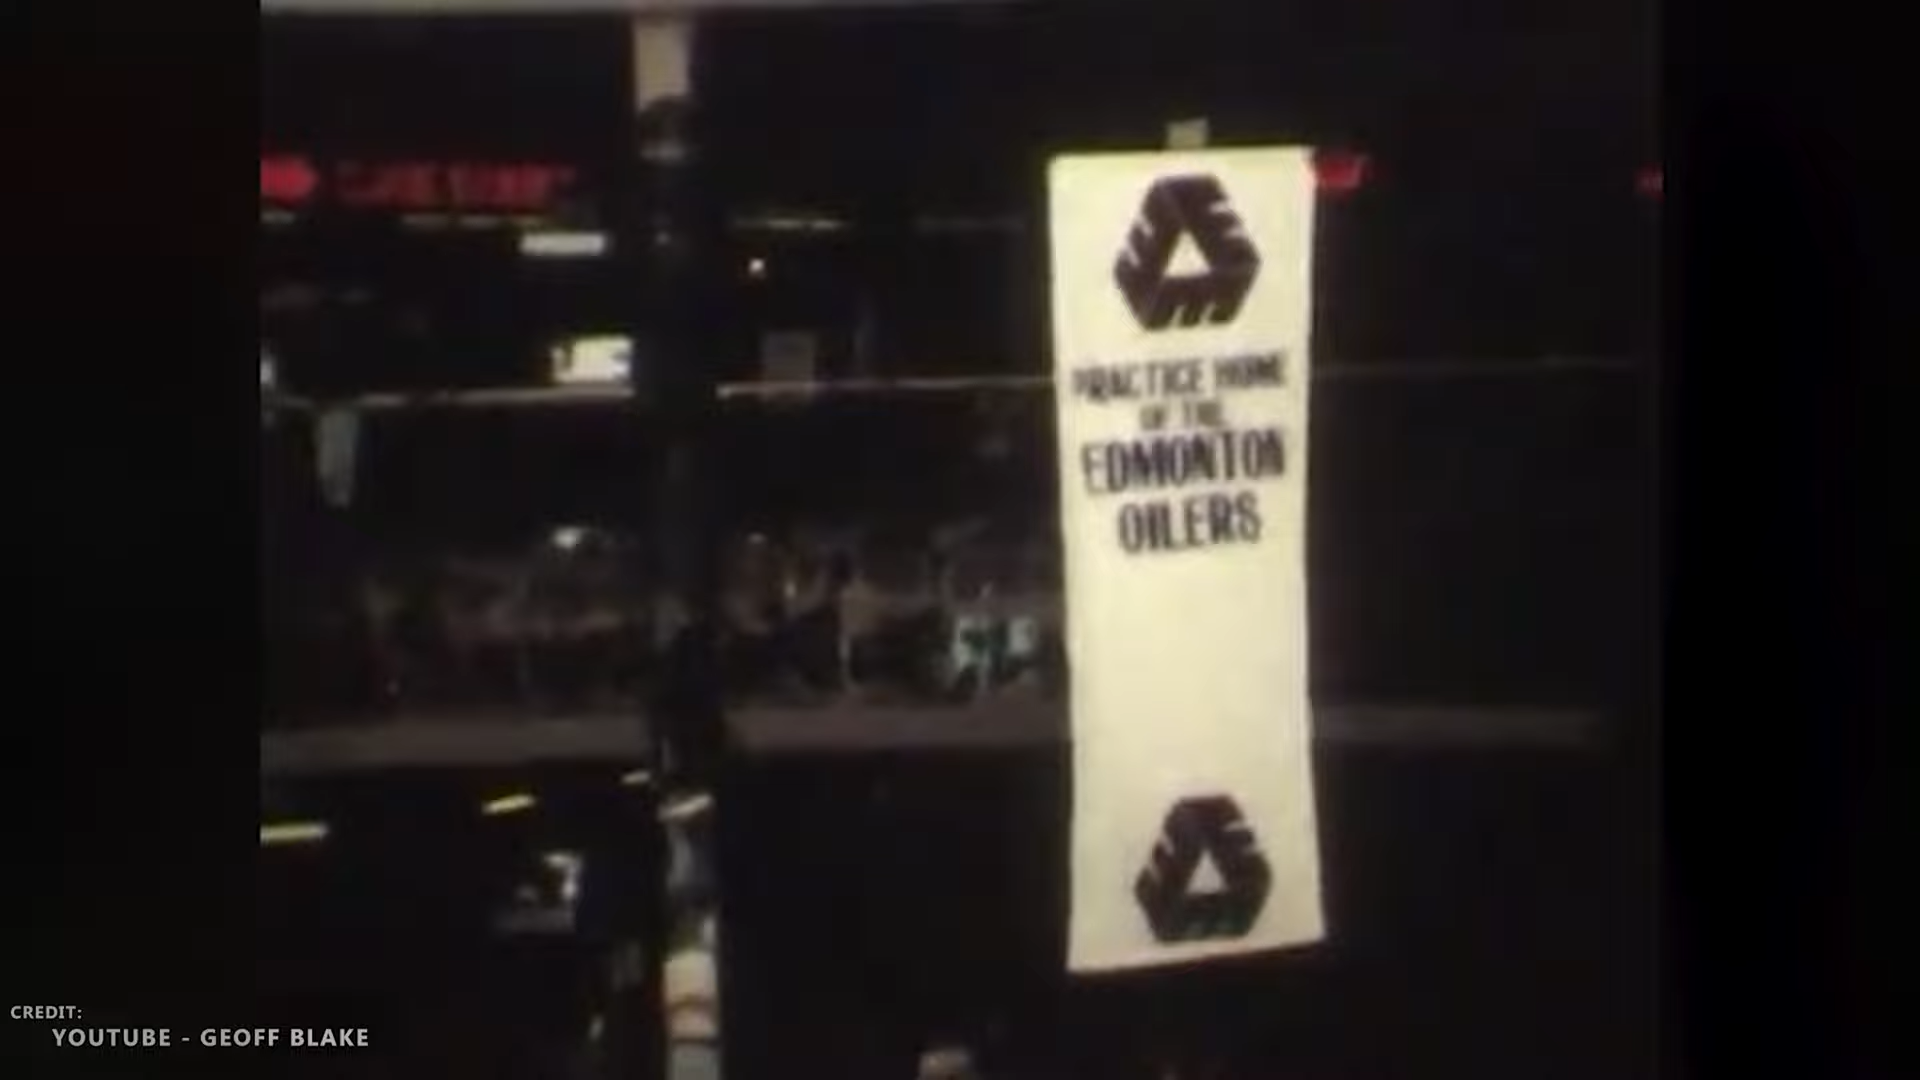 PRACTICE HOME
OF THE
EDMONTON
OILERS
CREDIT:
YOUTUBE - GEOFF BLAKE